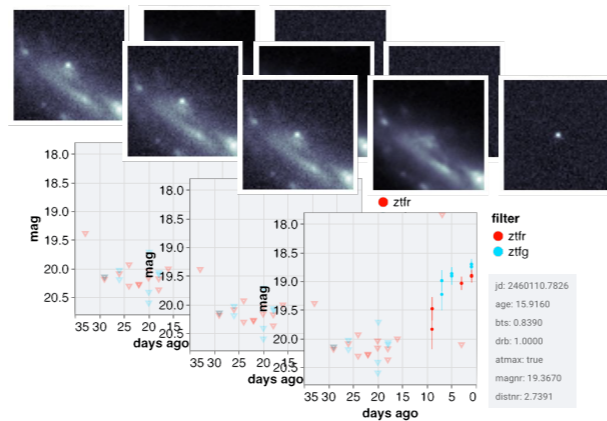 18.0
18.5
19.0
19.5
20.0
20.5
mag
35 30 25 20 15
days ago
18.0
18.5
19.0
19.5
20.0
20.5
mag
35 30 25 20 15
days ago
ztfr
18.0
18.5
19.0
19.5
20.0
20.5
mag
35 30 25 20 15 10 5 0
days ago
filter
ztfr
ztfg
jd: 2460110.7826
age: 15.9160
bts: 0.8390
drb: 1.0000
atmax: true
magnr: 19.3670
distnr: 2.7391